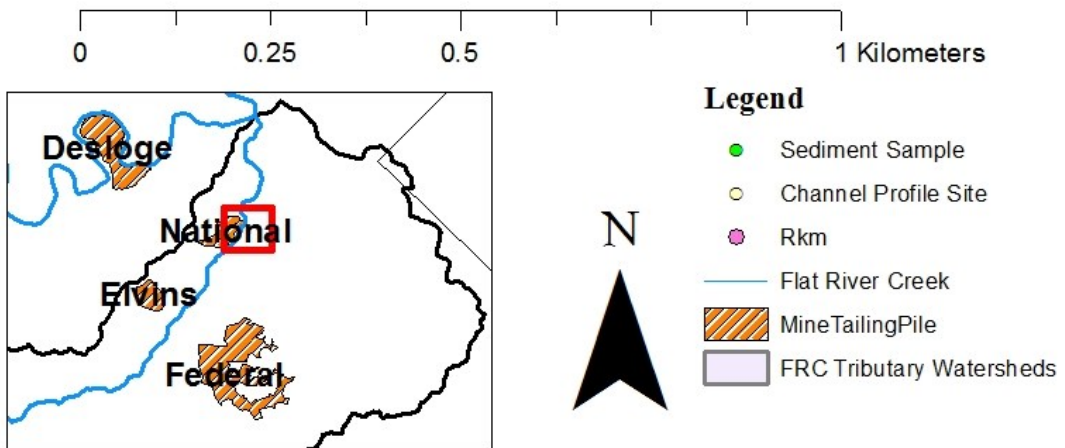 0 0.25 0.5 1 Kilometers
Desloge
National
Elvins
Federal
N
Legend
Sediment Sample
Channel Profile Site
Rkm
Flat River Creek
MineTailingPile
FRC Tributary Watersheds